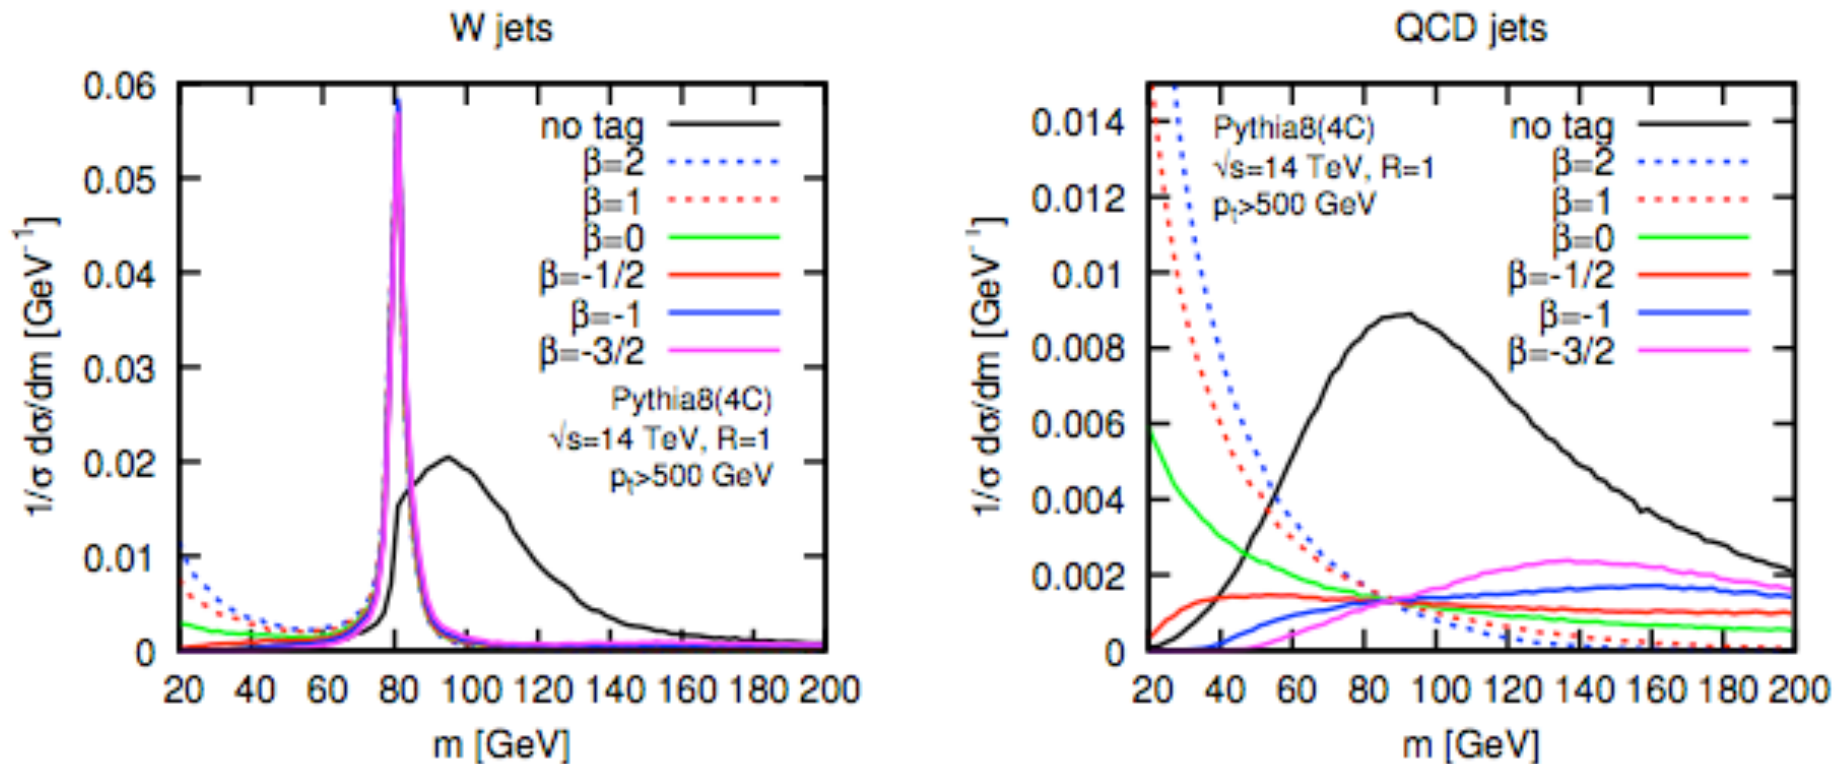 W jets
1/σ dσ/dm [GeV⁻¹]
0.06
0.05
0.04
0.03
0.02
0.01
0
no tag
β=2
β=1
β=0
β=-1/2
β=-1
β=-3/2
Pythia8(4C)
√s=14 TeV, R=1
pₜ>500 GeV
20 40 60 80 100 120 140 160 180 200
m [GeV]
QCD jets
1/σ dσ/dm [GeV⁻¹]
0.014
0.012
0.01
0.008
0.006
0.004
0.002
0
Pythia8(4C)
√s=14 TeV, R=1
pₜ>500 GeV
no tag
β=2
β=1
β=0
β=-1/2
β=-1
β=-3/2
20 40 60 80 100 120 140 160 180 200
m [GeV]